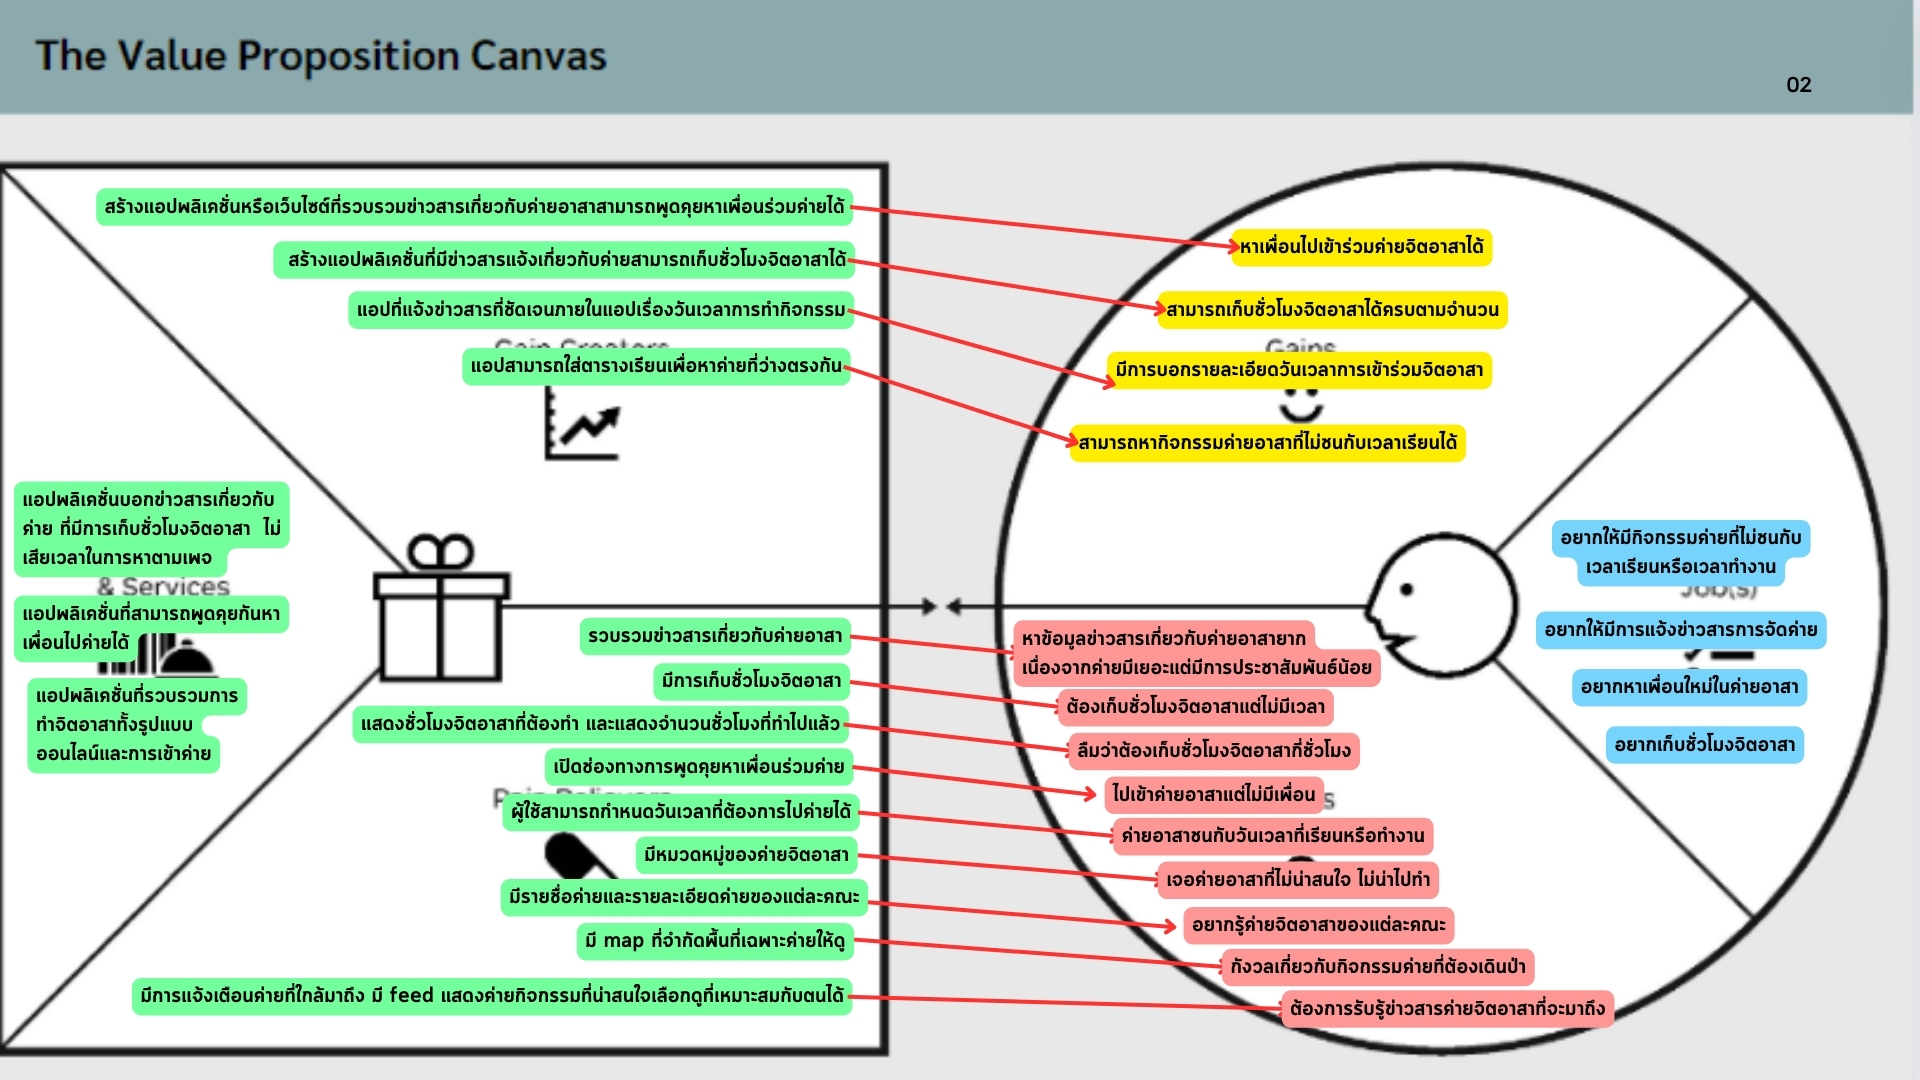 The Value Proposition Canvas
02
สร้างแอปพลิเคชั่นหรือเว็บไซต์ที่รวบรวมข่าวสารเกี่ยวกับค่ายอาสาสามารถพูดคุยหาเพื่อนร่วมค่ายได้
สร้างแอปพลิเคชั่นที่มีข่าวสารแจ้งเกี่ยวกับค่ายสามารถเก็บชั่วโมงจิตอาสาได้
แอปที่แจ้งข่าวสารที่ชัดเจนภายในแอปเรื่องวันเวลาการทำกิจกรรม
แอปสามารถใส่ตารางเรียนเพื่อหาค่ายที่ว่างตรงกัน
แอปพลิเคชั่นบอกข่าวสารเกี่ยวกับ
ค่าย ที่มีการเก็บชั่วโมงจิตอาสา ไม่
เสียเวลาในการหาตามเพจ
& Services
แอปพลิเคชั่นที่สามารถพูดคุยกันหา
เพื่อนไปค่ายได้
แอปพลิเคชั่นที่รวบรวมการ
ทำจิตอาสาทั้งรูปแบบ
ออนไลน์และการเข้าค่าย
รวบรวมข่าวสารเกี่ยวกับค่ายอาสา
มีการเก็บชั่วโมงจิตอาสา
แสดงชั่วโมงจิตอาสาที่ต้องทำ และแสดงจำนวนชั่วโมงที่ทำไปแล้ว
เปิดช่องทางการพูดคุยหาเพื่อนร่วมค่าย
ผู้ใช้สามารถกำหนดวันเวลาที่ต้องการไปค่ายได้
มีหมวดหมู่ของค่ายจิตอาสา
มีรายชื่อค่ายและรายละเอียดค่ายของแต่ละคณะ
มี map ที่จำกัดพื้นที่เฉพาะค่ายให้ดู
มีการแจ้งเตือนค่ายที่ใกล้มาถึง มี feed แสดงค่ายกิจกรรมที่น่าสนใจเลือกดูที่เหมาะสมกับตนได้
หาเพื่อนไปเข้าร่วมค่ายจิตอาสาได้
สามารถเก็บชั่วโมงจิตอาสาได้ครบตามจำนวน
Gains
มีการบอกรายละเอียดวันเวลาการเข้าร่วมจิตอาสา
สามารถหากิจกรรมค่ายอาสาที่ไม่ชนกับเวลาเรียนได้
อยากให้มีกิจกรรมค่ายที่ไม่ชนกับ
เวลาเรียนหรือเวลาทำงาน
Job(s)
อยากให้มีการแจ้งข่าวสารการจัดค่าย
อยากหาเพื่อนใหม่ในค่ายอาสา
อยากเก็บชั่วโมงจิตอาสา
หาข้อมูลข่าวสารเกี่ยวกับค่ายอาสายาก
เนื่องจากค่ายมีเยอะแต่มีการประชาสัมพันธ์น้อย
ต้องเก็บชั่วโมงจิตอาสาแต่ไม่มีเวลา
ลืมว่าต้องเก็บชั่วโมงจิตอาสากี่ชั่วโมง
ไปเข้าค่ายอาสาแต่ไม่มีเพื่อน
ค่ายอาสาชนกับวันเวลาที่เรียนหรือทำงาน
เจอค่ายอาสาที่ไม่น่าสนใจ ไม่น่าไปทำ
อยากรู้ค่ายจิตอาสาของแต่ละคณะ
กังวลเกี่ยวกับกิจกรรมค่ายที่ต้องเดินป่า
ต้องการรับรู้ข่าวสารค่ายจิตอาสาที่จะมาถึง